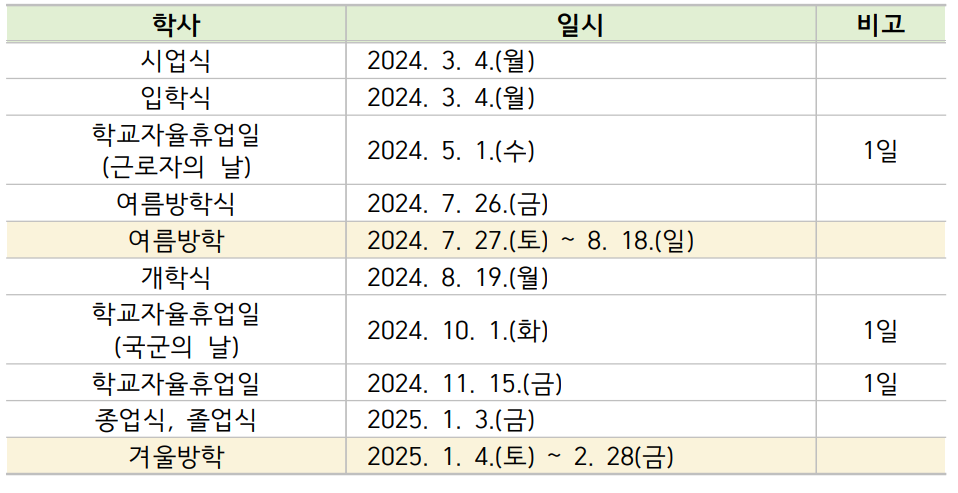 학사 일시 비고
시업식 2024. 3. 4.(월)
입학식 2024. 3. 4.(월)
학교자율휴업일
(근로자의 날) 2024. 5. 1.(수) 1일
여름방학식 2024. 7. 26.(금)
여름방학 2024. 7. 27.(토) ~ 8. 18.(일)
개학식 2024. 8. 19.(월)
학교자율휴업일
(국군의 날) 2024. 10. 1.(화) 1일
학교자율휴업일 2024. 11. 15.(금) 1일
종업식, 졸업식 2025. 1. 3.(금)
겨울방학 2025. 1. 4.(토) ~ 2. 28(금)